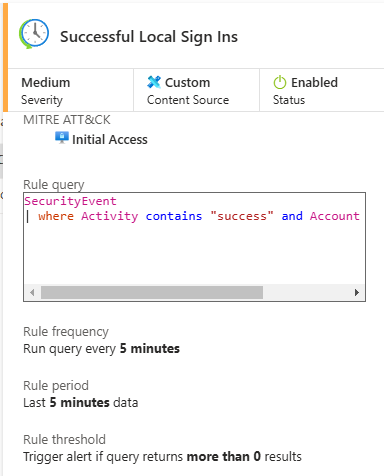 Successful Local Sign Ins
Medium Custom Enabled
Severity Content Source Status
MITRE ATT&CK
Initial Access
Rule query
SecurityEvent
| where Activity contains "success" and Account
Rule frequency
Run query every 5 minutes
Rule period
Last 5 minutes data
Rule threshold
Trigger alert if query returns more than 0 results